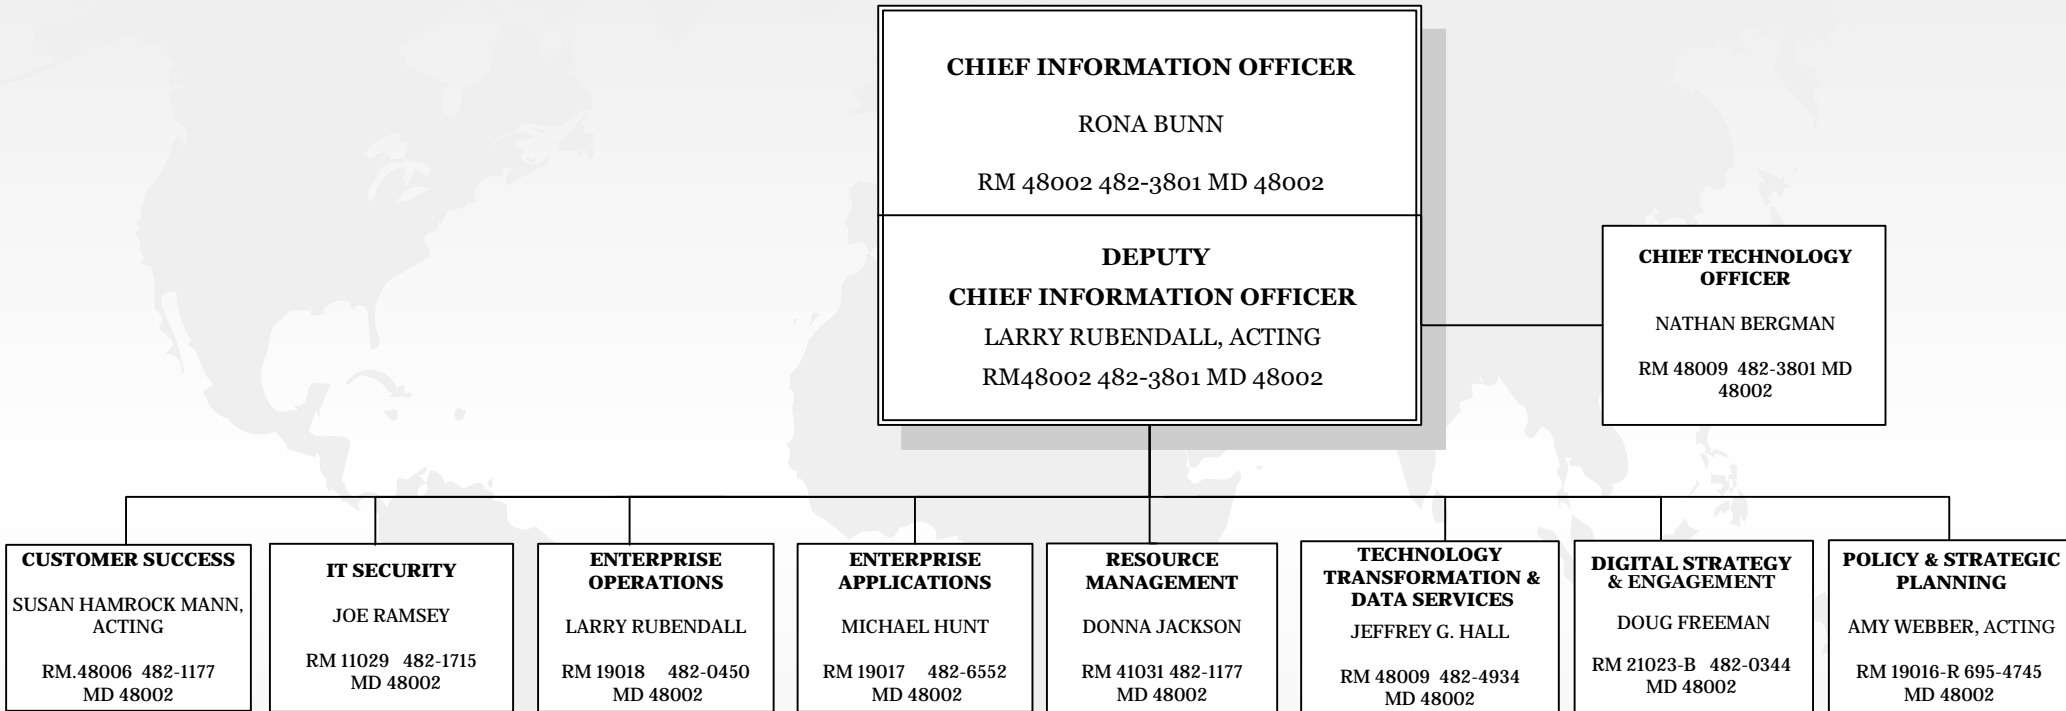 CHIEF INFORMATION OFFICER
RONA BUNN
RM 48002 482-3801 MD 48002
DEPUTY
CHIEF INFORMATION OFFICER
LARRY RUBENDALL, ACTING
RM48002 482-3801 MD 48002
CHIEF TECHNOLOGY
OFFICER
NATHAN BERGMAN
RM 48009 482-3801 MD
48002
CUSTOMER SUCCESS
SUSAN HAMROCK MANN,
ACTING
RM.48006 482-1177
MD 48002
IT SECURITY
JOE RAMSEY
RM 11029 482-1715
MD 48002
ENTERPRISE
OPERATIONS
LARRY RUBENDALL
RM 19018 482-0450
MD 48002
ENTERPRISE
APPLICATIONS
MICHAEL HUNT
RM 19017 482-6552
MD 48002
RESOURCE
MANAGEMENT
DONNA JACKSON
RM 41031 482-1177
MD 48002
TECHNOLOGY
TRANSFORMATION &
DATA SERVICES
JEFFREY G. HALL
RM 48009 482-4934
MD 48002
DIGITAL STRATEGY
& ENGAGEMENT
DOUG FREEMAN
RM 21023-B 482-0344
MD 48002
POLICY & STRATEGIC
PLANNING
AMY WEBBER, ACTING
RM 19016-R 695-4745
MD 48002